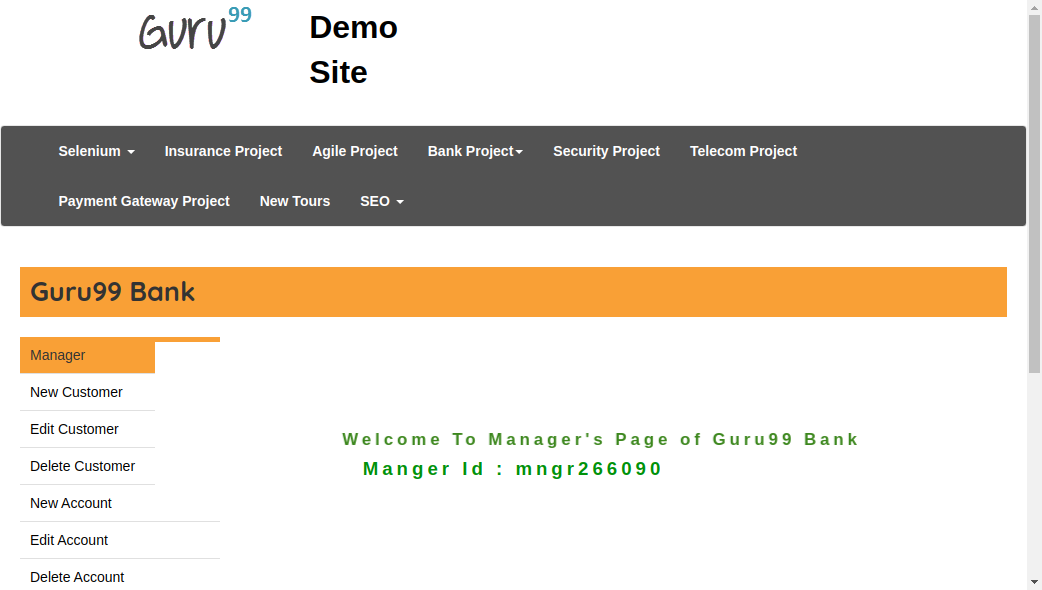 Guru99
Demo
Site
Selenium
Insurance Project
Agile Project
Bank Project
Security Project
Telecom Project
Payment Gateway Project
New Tours
SEO
Guru99 Bank
Manager
New Customer
Edit Customer
Delete Customer
New Account
Edit Account
Delete Account
Welcome To Manager's Page of Guru99 Bank
Manger Id : mngr266090